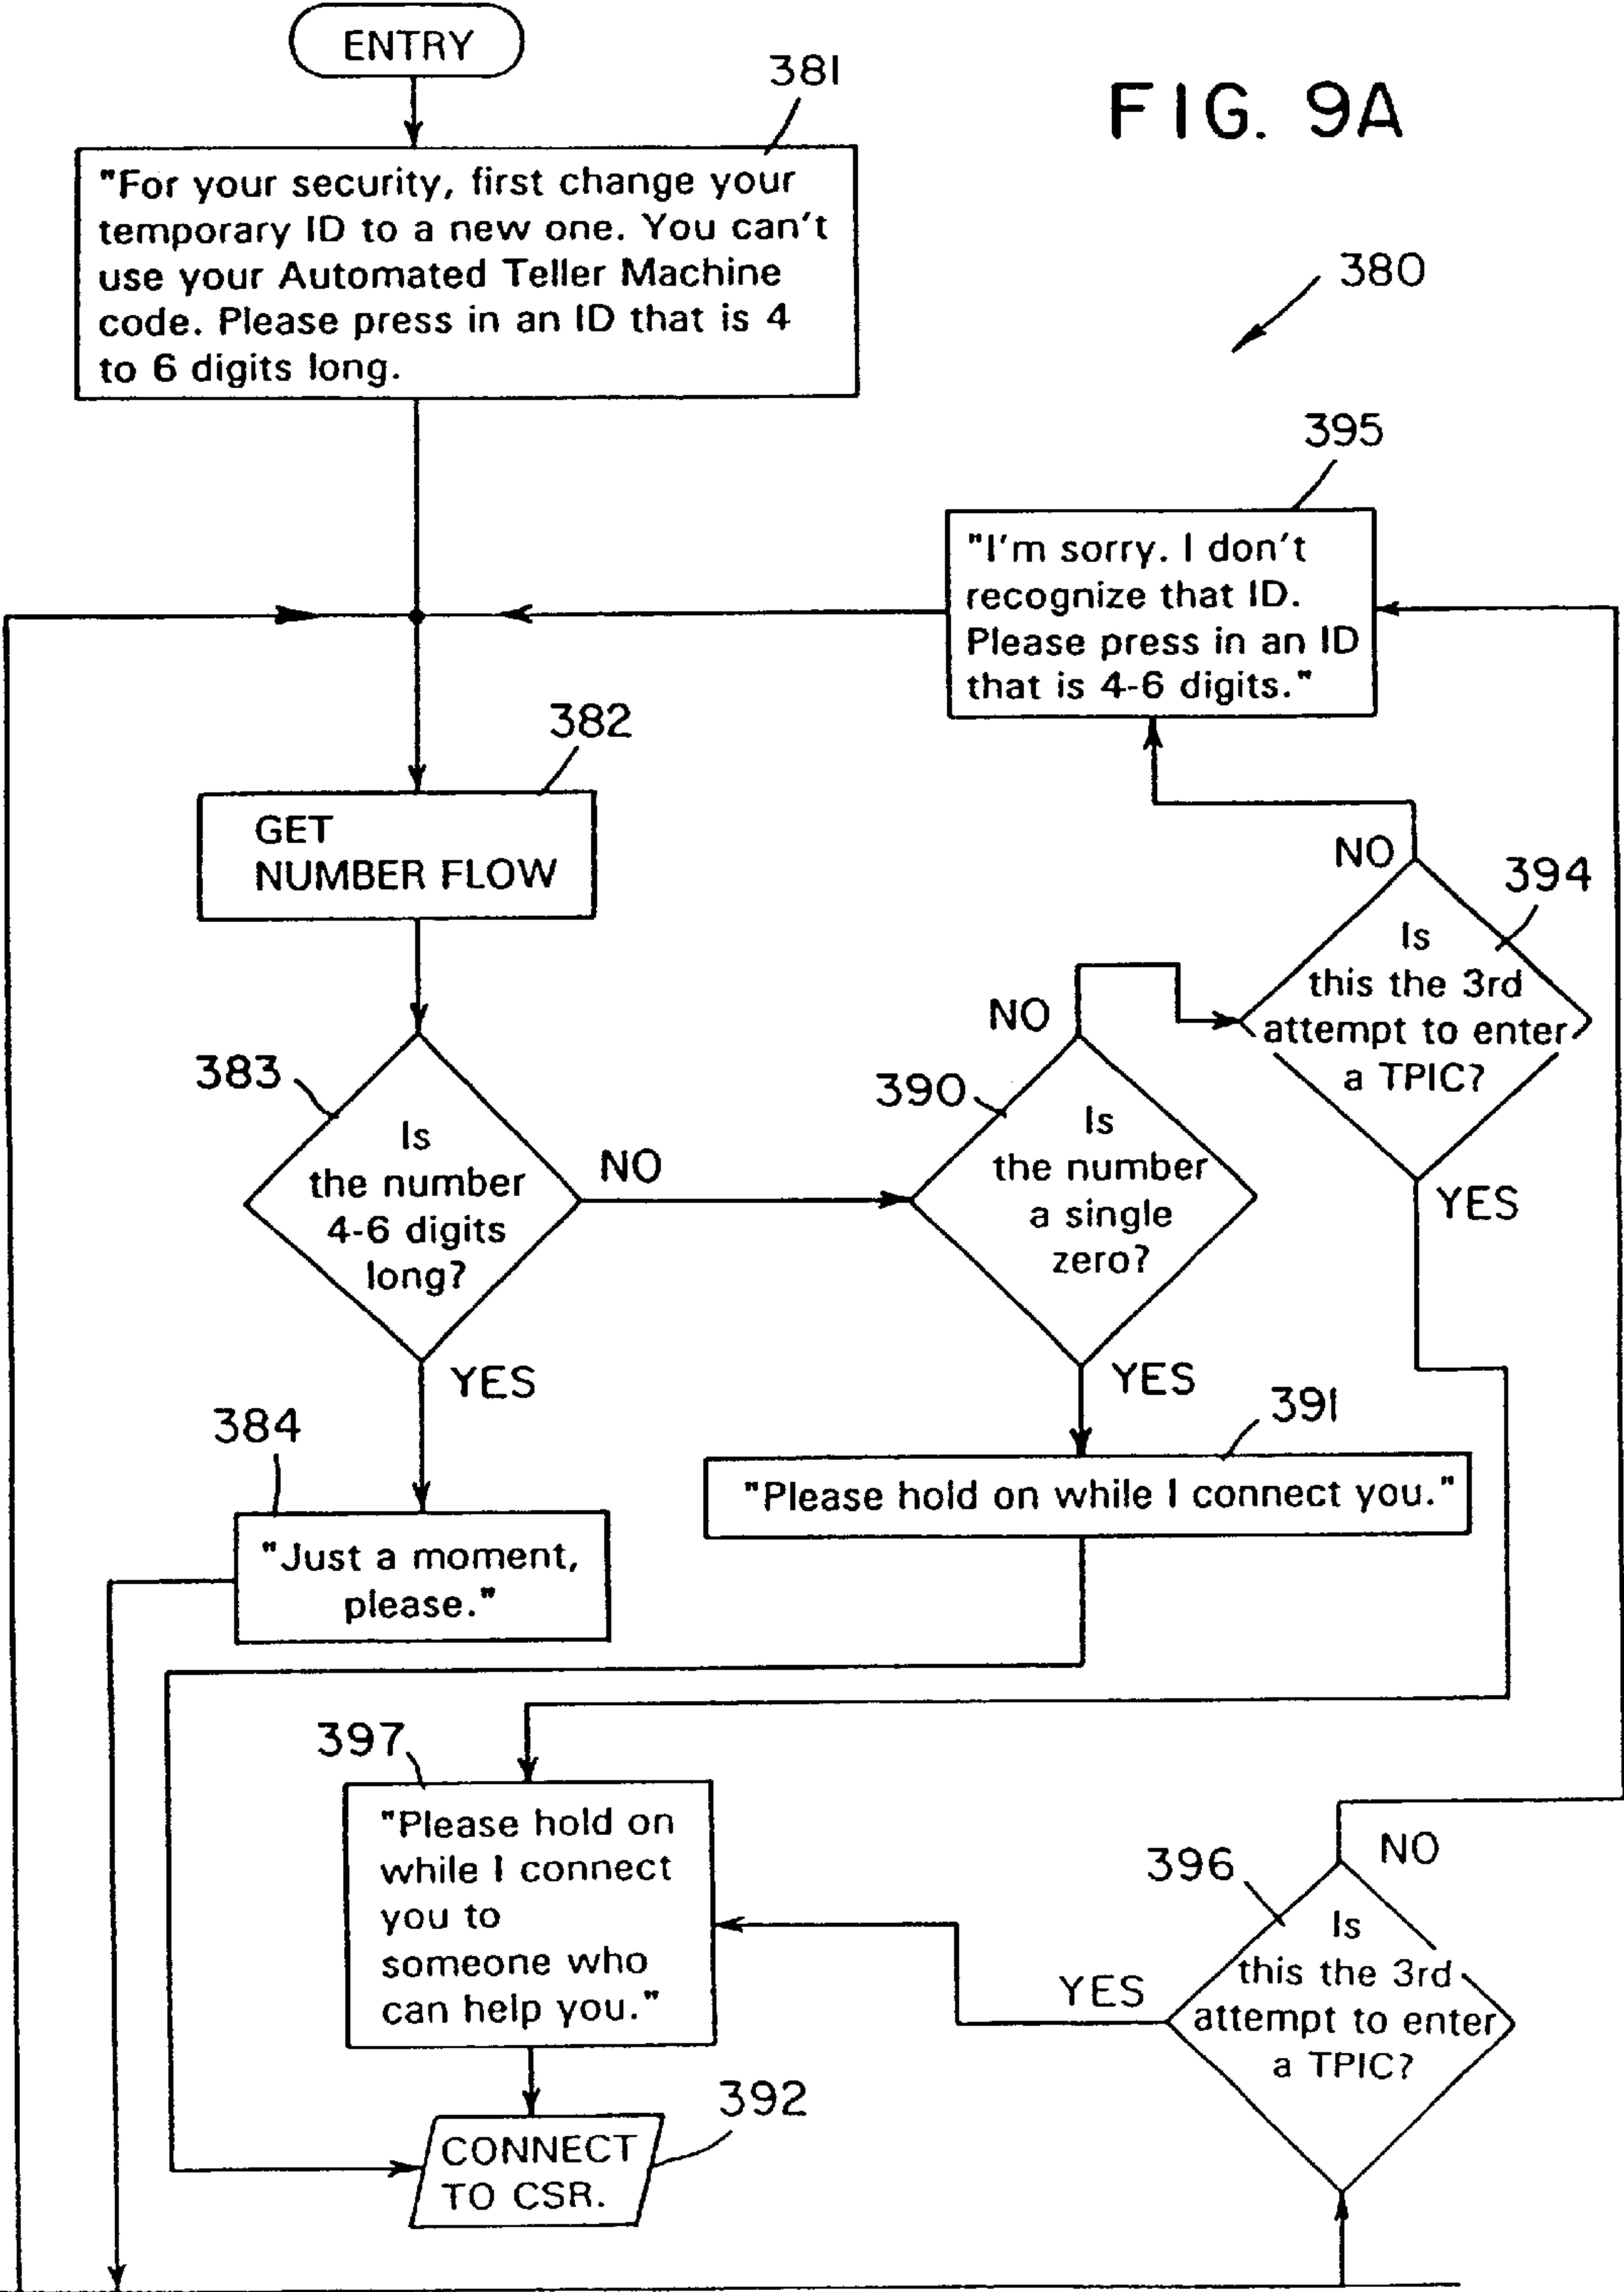 ENTRY
381
FIG. 9A
"For your security, first change your
temporary ID to a new one. You can't
use your Automated Teller Machine
code. Please press in an ID that is 4
to 6 digits long.
380
395
"I'm sorry. I don't
recognize that ID.
Please press in an ID
that is 4-6 digits."
382
GET
NUMBER FLOW
NO
394
Is
this the 3rd
attempt to enter
a TPIC?
YES
383
Is
the number
4-6 digits
long?
NO
YES
390
NO
Is
the number
a single
zero?
YES
391
"Please hold on while I connect you."
384
"Just a moment,
please."
397
"Please hold on
while I connect
you to
someone who
can help you."
396
NO
Is
this the 3rd
attempt to enter
a TPIC?
YES
392
CONNECT
TO CSR.